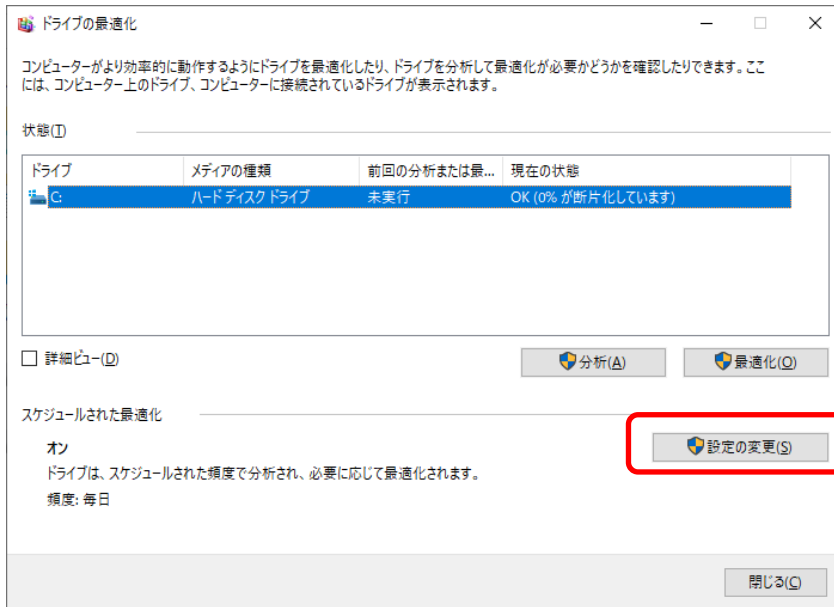 ドライブの最適化
コンピューターがより効率的に動作するようにドライブを最適化したり、ドライブを分析して最適化が必要かどうかを確認したりできます。ここ
には、コンピューター上のドライブ、コンピューターに接続されているドライブが表示されます。
状態(T)
ドライブ メディアの種類 前回の分析または最... 現在の状態
C: ハード ディスク ドライブ 未実行 OK (0% が断片化しています)
詳細ビュー(D)
分析(A) 最適化(O)
スケジュールされた最適化
オン
設定の変更(S)
ドライブは、スケジュールされた頻度で分析され、必要に応じて最適化されます。
頻度: 毎日
閉じる(C)